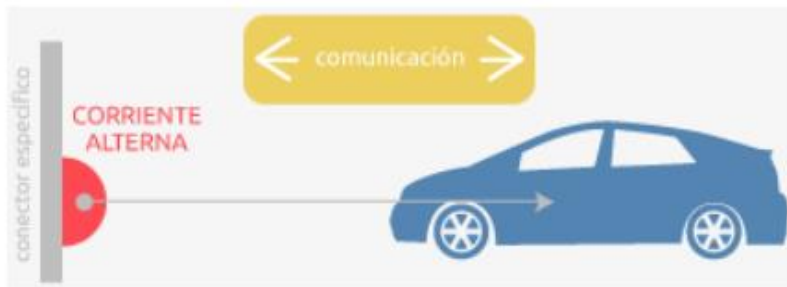 comunicación
CORRIENTE
ALTERNA
conector específico